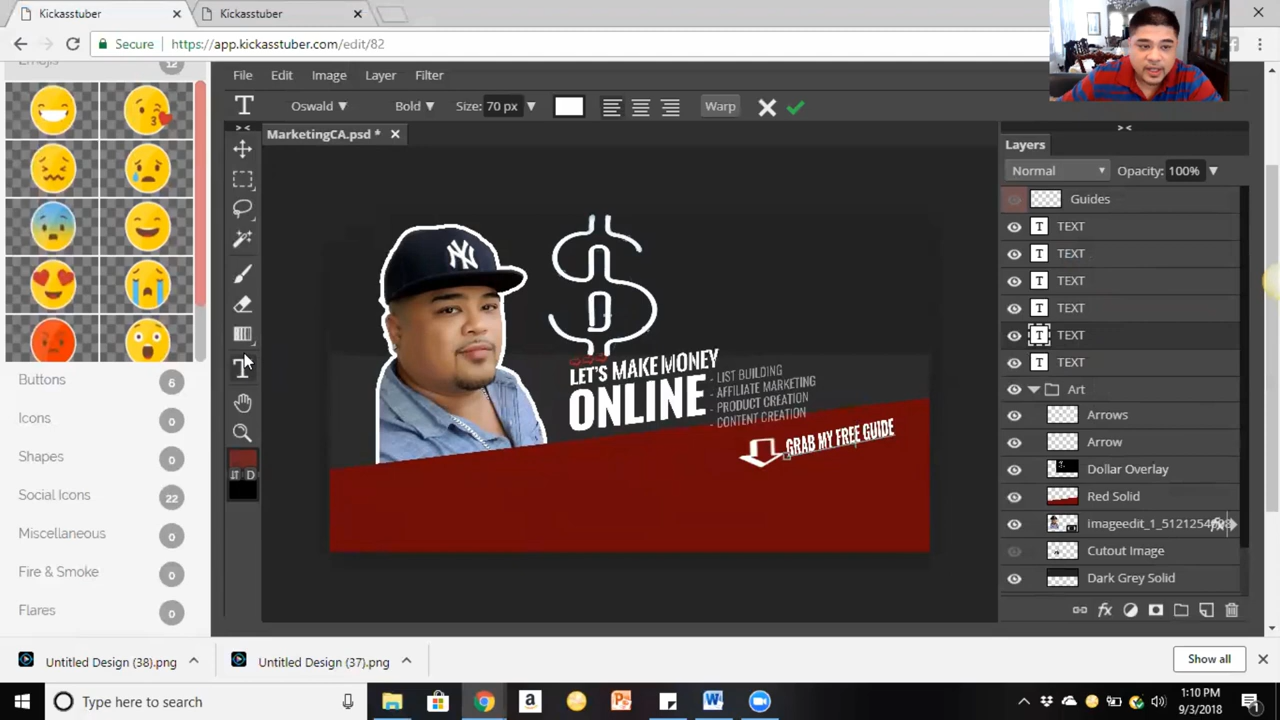 Kickasstuber
Kickasstuber
Secure
https://app.kickasstuber.com/edit/82
Emojis
12
File
Edit
Image
Layer
Filter
T
Oswald
Bold
Size: 70 px
Warp
MarketingCA.psd *
Layers
Normal
Opacity: 100%
Guides
T TEXT
T TEXT
T TEXT
T TEXT
T TEXT
T TEXT
Art
Arrows
Arrow
Dollar Overlay
Red Solid
imageedit_1_512125
Cutout Image
Dark Grey Solid
NY
LET'S MAKE MONEY
ONLINE
- LIST BUILDING
- AFFILIATE MARKETING
- PRODUCT CREATION
- CONTENT CREATION
GRAB MY FREE GUIDE
T
D
Buttons 6
Icons 0
Shapes 0
Social Icons 22
Miscellaneous 0
Fire & Smoke 0
Flares 0
fx
Untitled Design (38).png
Untitled Design (37).png
Show all
Type here to search
1:10 PM
9/3/2018